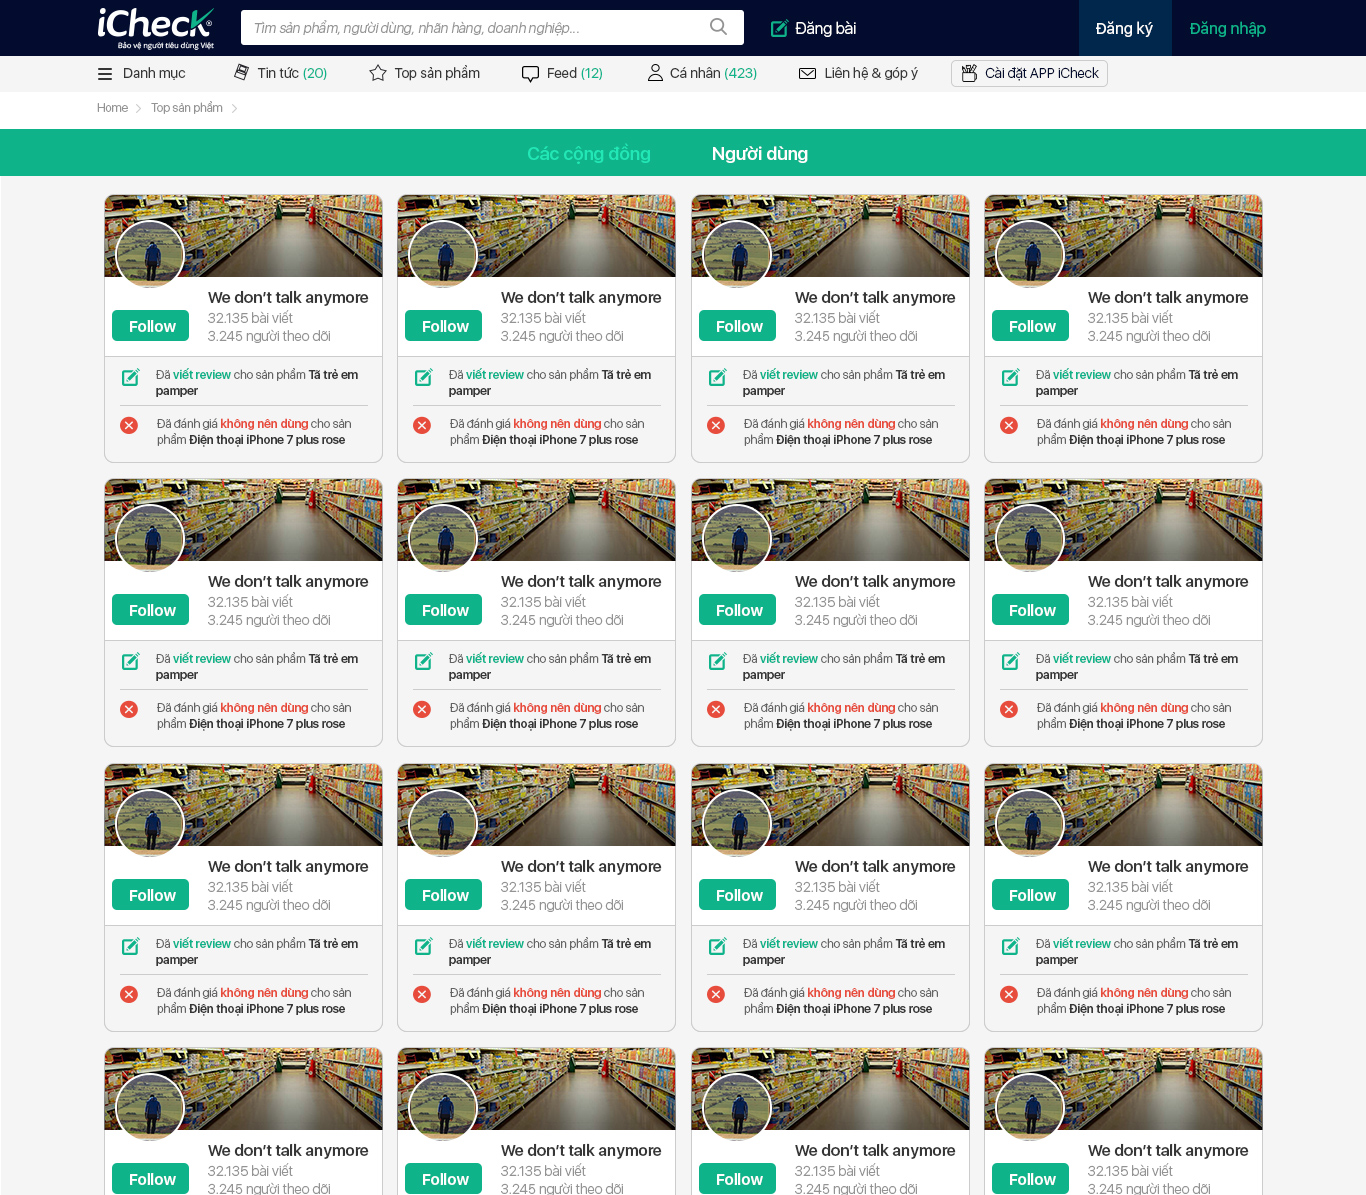 iCheck
Bảo vệ người tiêu dùng Việt
Tìm sản phẩm, người dùng, nhãn hàng, doanh nghiệp...
Đăng bài
Đăng ký
Đăng nhập
Danh mục
Tin tức (20)
Top sản phẩm
Feed (12)
Cá nhân (423)
Liên hệ & góp ý
Cài đặt APP iCheck
Home
Top sản phẩm
Các cộng đồng
Người dùng
We don't talk anymore
Follow
32.135 bài viết
3.245 người theo dõi
Đã viết review cho sản phẩm Tã trẻ em
pamper
Đã đánh giá không nên dùng cho sản
phẩm Điện thoại iPhone 7 plus rose
We don't talk anymore
Follow
32.135 bài viết
3.245 người theo dõi
Đã viết review cho sản phẩm Tã trẻ em
pamper
Đã đánh giá không nên dùng cho sản
phẩm Điện thoại iPhone 7 plus rose
We don't talk anymore
Follow
32.135 bài viết
3.245 người theo dõi
Đã viết review cho sản phẩm Tã trẻ em
pamper
Đã đánh giá không nên dùng cho sản
phẩm Điện thoại iPhone 7 plus rose
We don't talk anymore
Follow
32.135 bài viết
3.245 người theo dõi
Đã viết review cho sản phẩm Tã trẻ em
pamper
Đã đánh giá không nên dùng cho sản
phẩm Điện thoại iPhone 7 plus rose
We don't talk anymore
Follow
32.135 bài viết
3.245 người theo dõi
Đã viết review cho sản phẩm Tã trẻ em
pamper
Đã đánh giá không nên dùng cho sản
phẩm Điện thoại iPhone 7 plus rose
We don't talk anymore
Follow
32.135 bài viết
3.245 người theo dõi
Đã viết review cho sản phẩm Tã trẻ em
pamper
Đã đánh giá không nên dùng cho sản
phẩm Điện thoại iPhone 7 plus rose
We don't talk anymore
Follow
32.135 bài viết
3.245 người theo dõi
Đã viết review cho sản phẩm Tã trẻ em
pamper
Đã đánh giá không nên dùng cho sản
phẩm Điện thoại iPhone 7 plus rose
We don't talk anymore
Follow
32.135 bài viết
3.245 người theo dõi
Đã viết review cho sản phẩm Tã trẻ em
pamper
Đã đánh giá không nên dùng cho sản
phẩm Điện thoại iPhone 7 plus rose
We don't talk anymore
Follow
32.135 bài viết
3.245 người theo dõi
Đã viết review cho sản phẩm Tã trẻ em
pamper
Đã đánh giá không nên dùng cho sản
phẩm Điện thoại iPhone 7 plus rose
We don't talk anymore
Follow
32.135 bài viết
3.245 người theo dõi
Đã viết review cho sản phẩm Tã trẻ em
pamper
Đã đánh giá không nên dùng cho sản
phẩm Điện thoại iPhone 7 plus rose
We don't talk anymore
Follow
32.135 bài viết
3.245 người theo dõi
Đã viết review cho sản phẩm Tã trẻ em
pamper
Đã đánh giá không nên dùng cho sản
phẩm Điện thoại iPhone 7 plus rose
We don't talk anymore
Follow
32.135 bài viết
3.245 người theo dõi
Đã viết review cho sản phẩm Tã trẻ em
pamper
Đã đánh giá không nên dùng cho sản
phẩm Điện thoại iPhone 7 plus rose
We don't talk anymore
Follow
32.135 bài viết
3.245 người theo dõi
We don't talk anymore
Follow
32.135 bài viết
3.245 người theo dõi
We don't talk anymore
Follow
32.135 bài viết
3.245 người theo dõi
We don't talk anymore
Follow
32.135 bài viết
3.245 người theo dõi